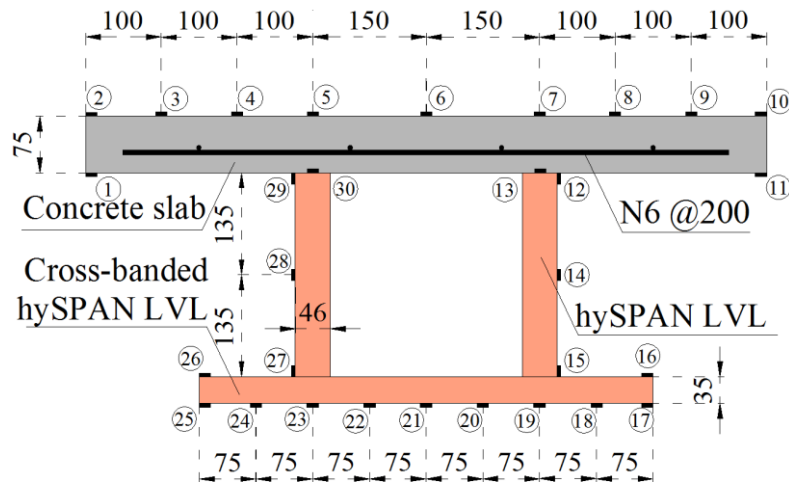 100 100 100 150 150 100 100 100
2 3 4 5 6 7 8 9 10
75
1 29 30 13 12 11
Concrete slab
N6 @200
135
28 14
Cross-banded
hySPAN LVL
46
hySPAN LVL
135
27 15
26 16
35
25 24 23 22 21 20 19 18 17
75 75 75 75 75 75 75 75